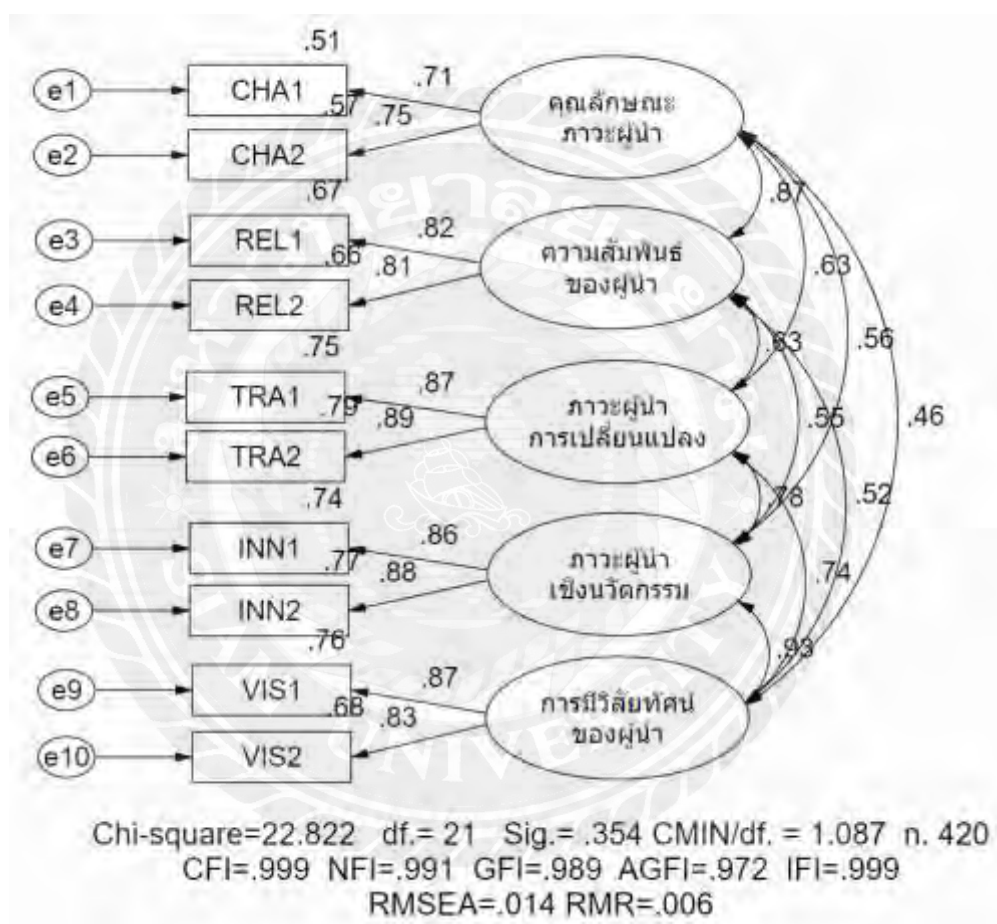 .51
e1 CHA1 .71 คุณลักษณะ
ภาวะผู้นำ
.57 .75
e2 CHA2
.87
.67
e3 REL1 .82 ความสัมพันธ์
ของผู้นำ
.66 .81 .63
e4 REL2
.63 .56
.75
e5 TRA1 .87 ภาวะผู้นำ
การเปลี่ยนแปลง
.79 .89 .55 .46
e6 TRA2
.78 .52
.74
e7 INN1 .86 ภาวะผู้นำ
เชิงนวัตกรรม
.77 .88 .74
e8 INN2
.93
.76
e9 VIS1 .87 การมีวิสัยทัศน์
ของผู้นำ
.68 .83
e10 VIS2
Chi-square=22.822 df.= 21 Sig.= .354 CMIN/df. = 1.087 n. 420
CFI=.999 NFI=.991 GFI=.989 AGFI=.972 IFI=.999
RMSEA=.014 RMR=.006